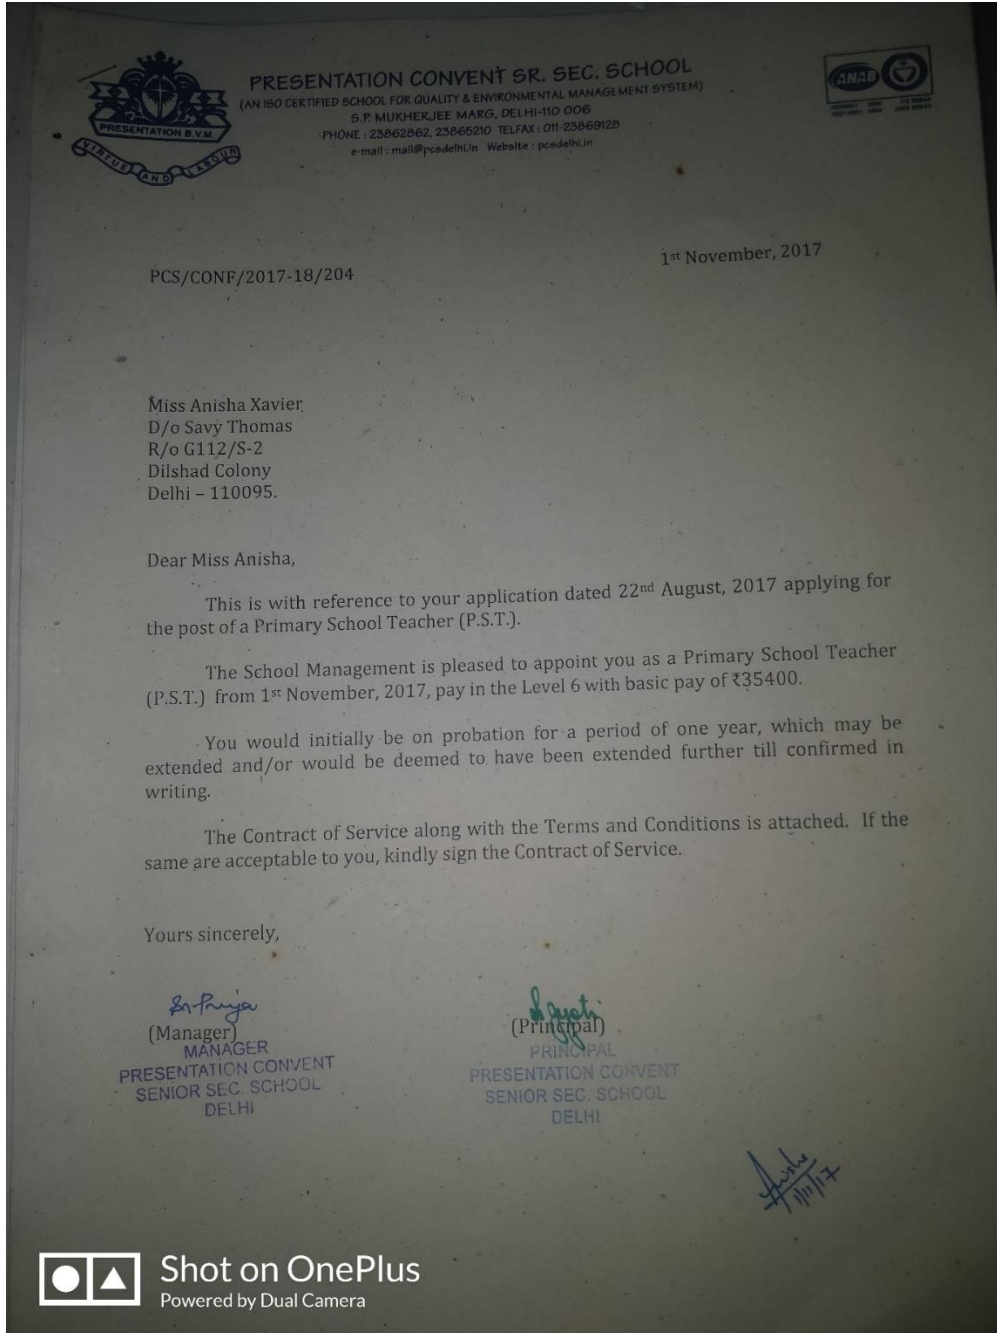 PRESENTATION CONVENT SR. SEC. SCHOOL
(AN ISO CERTIFIED SCHOOL FOR QUALITY & ENVIRONMENTAL MANAGEMENT SYSTEM)
S.P. MUKHERJEE MARG, DELHI-110 006
PHONE : 23862862, 23865210 TELFAX : 011-23869128
e-mail : mail@pcsdelhi.in Website : pcsdelhi.in
PRESENTATION B.V.M.
VIRTUE AND LABOUR
ANAB
1st November, 2017
PCS/CONF/2017-18/204
Miss Anisha Xavier
D/o Savy Thomas
R/o G112/S-2
Dilshad Colony
Delhi – 110095.
Dear Miss Anisha,
This is with reference to your application dated 22nd August, 2017 applying for
the post of a Primary School Teacher (P.S.T.).
The School Management is pleased to appoint you as a Primary School Teacher
(P.S.T.) from 1st November, 2017, pay in the Level 6 with basic pay of ₹35400.
You would initially be on probation for a period of one year, which may be
extended and/or would be deemed to have been extended further till confirmed in
writing.
The Contract of Service along with the Terms and Conditions is attached. If the
same are acceptable to you, kindly sign the Contract of Service.
Yours sincerely,
Sr. Priya
(Manager)
MANAGER
PRESENTATION CONVENT
SENIOR SEC. SCHOOL
DELHI
Jyoti
(Principal)
PRINCIPAL
PRESENTATION CONVENT
SENIOR SEC. SCHOOL
DELHI
Anisha
1/11/17
Shot on OnePlus
Powered by Dual Camera